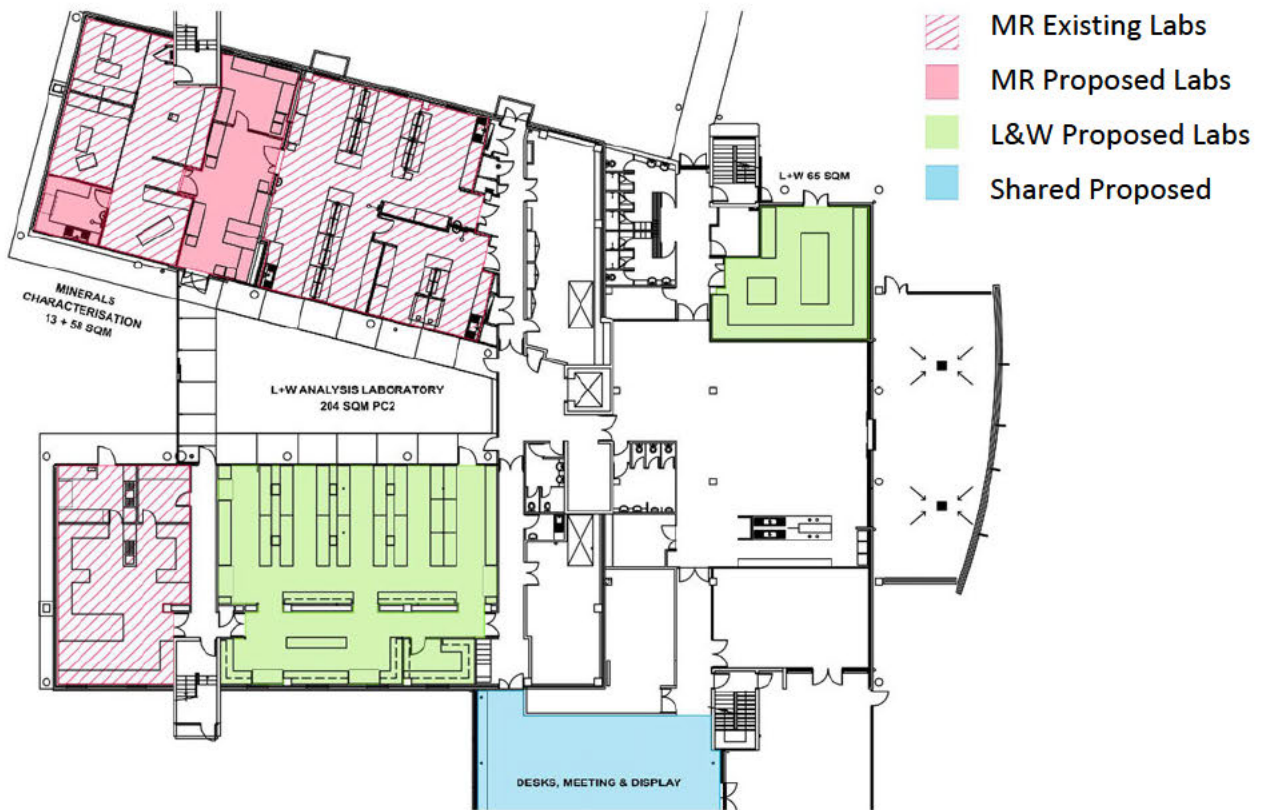 MR Existing Labs
MR Proposed Labs
L&W Proposed Labs
Shared Proposed
L+W 65 SQM
MINERALS
CHARACTERISATION
13 + 58 SQM
L+W ANALYSIS LABORATORY
204 SQM PC2
DESKS, MEETING & DISPLAY